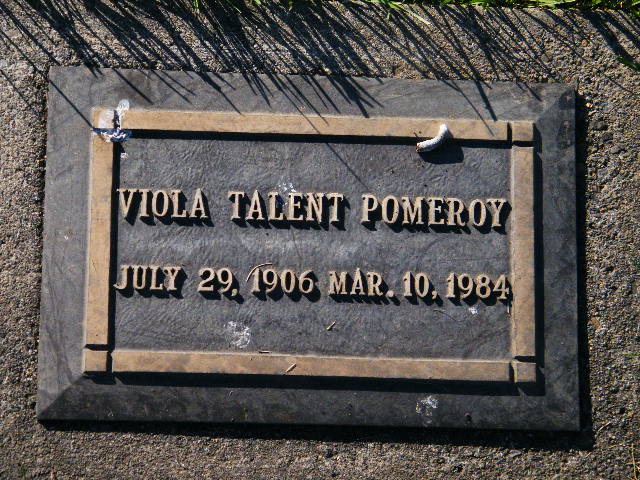 VIOLA TALENT POMEROY
JULY 29, 1906 MAR. 10, 1984